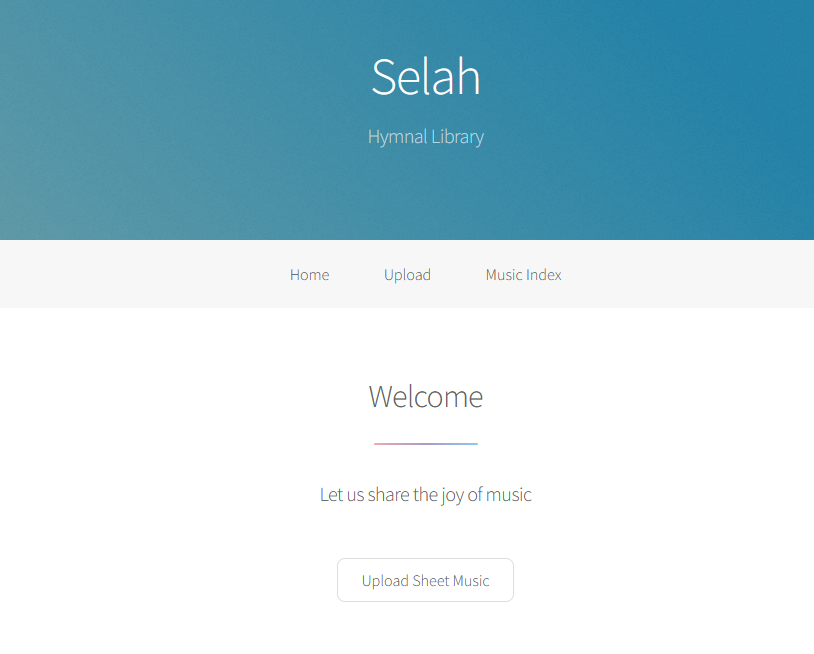 Selah
Hymnal Library
Home Upload Music Index
Welcome
Let us share the joy of music
Upload Sheet Music